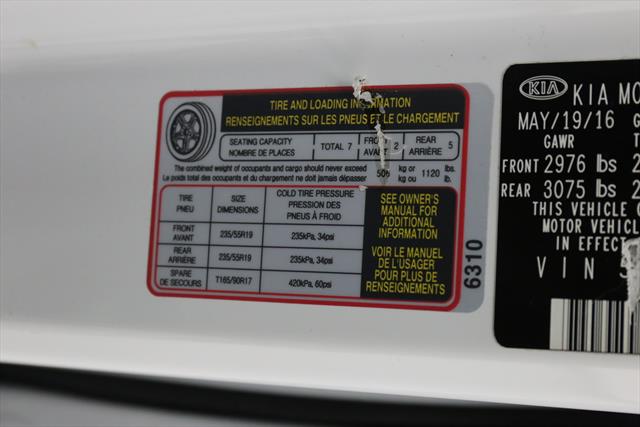 TIRE AND LOADING INFORMATION
RENSEIGNEMENTS SUR LES PNEUS ET LE CHARGEMENT
SEATING CAPACITY
NOMBRE DE PLACES
TOTAL 7
FRONT
AVANT 2
REAR
ARRIÈRE 5
The combined weight of occupants and cargo should never exceed kg or 1120 lbs.
Le poids total des occupants et du chargement ne doit jamais dépasser kg ou lb.
TIRE
PNEU
SIZE
DIMENSIONS
COLD TIRE PRESSURE
PRESSION DES
PNEUS À FROID
FRONT
AVANT
235/55R19
235kPa, 34psi
REAR
ARRIÈRE
235/55R19
235kPa, 34psi
SPARE
DE SECOURS
T165/90R17
420kPa, 60psi
SEE OWNER'S
MANUAL FOR
ADDITIONAL
INFORMATION
VOIR LE MANUEL
DE L'USAGER
POUR PLUS DE
RENSEIGNEMENTS
6310
KIA KIA MO
MAY/19/16 G
GAWR
FRONT 2976 lbs 2
REAR 3075 lbs 2
THIS VEHICLE
MOTOR VEHICL
IN EFFECT
VIN